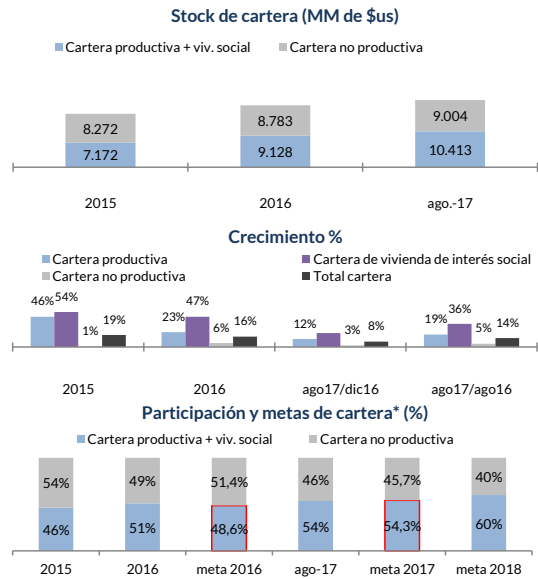 Stock de cartera (MM de $us)
Cartera productiva + viv. social Cartera no productiva
8.272 8.783 9.004
7.172 9.128 10.413
2015 2016 ago.-17
Crecimiento %
Cartera productiva Cartera de vivienda de interés social
Cartera no productiva Total cartera
46% 54% 1% 19% 23% 47% 6% 16% 12% 3% 8% 19% 36% 5% 14%
2015 2016 ago17/dic16 ago17/ago16
Participación y metas de cartera* (%)
Cartera productiva + viv. social Cartera no productiva
54% 49% 51,4% 46% 45,7% 40%
46% 51% 48,6% 54% 54,3% 60%
2015 2016 meta 2016 ago-17 meta 2017 meta 2018